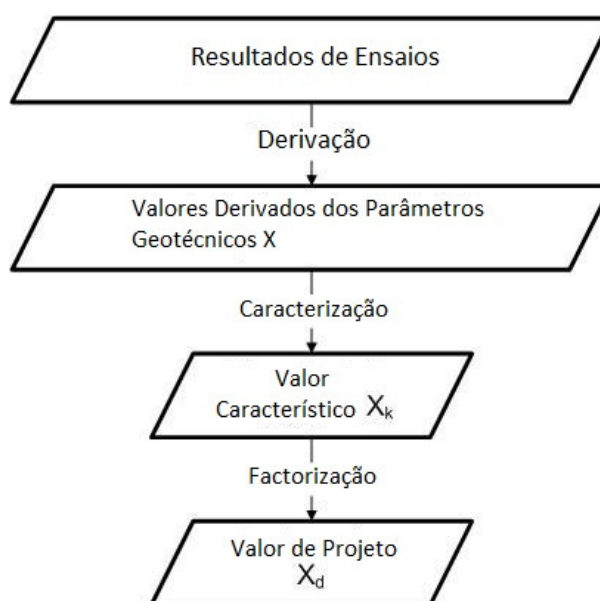 Resultados de Ensaios
Derivação
Valores Derivados dos Parâmetros
Geotécnicos X
Caracterização
Valor
Característico Xk
Factorização
Valor de Projeto
Xd